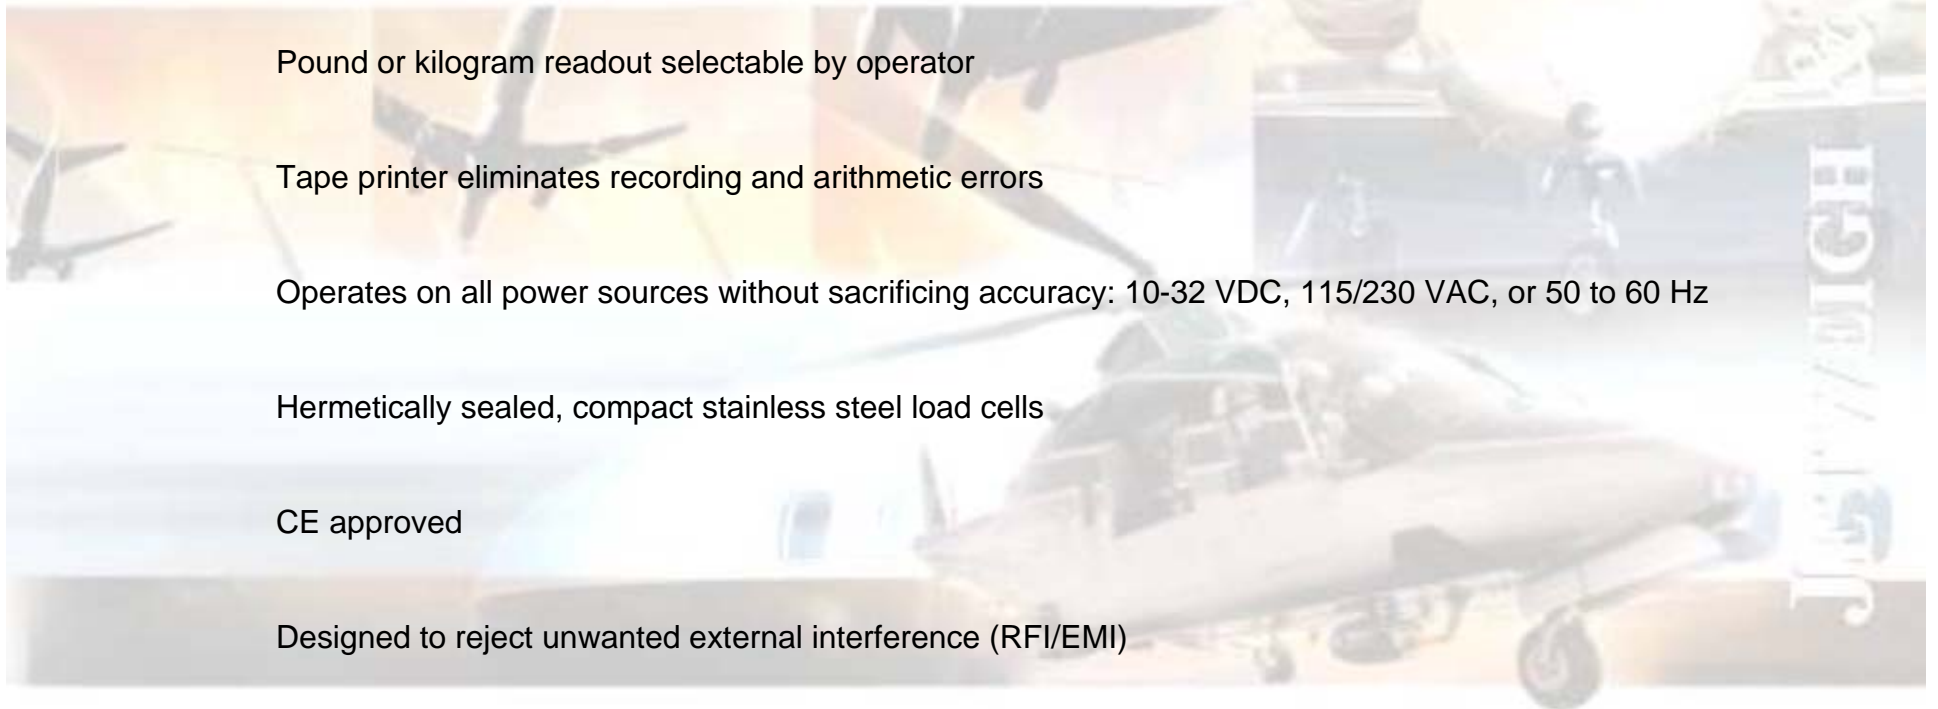 Pound or kilogram readout selectable by operator
Tape printer eliminates recording and arithmetic errors
Operates on all power sources without sacrificing accuracy: 10-32 VDC, 115/230 VAC, or 50 to 60 Hz
Hermetically sealed, compact stainless steel load cells
CE approved
Designed to reject unwanted external interference (RFI/EMI)